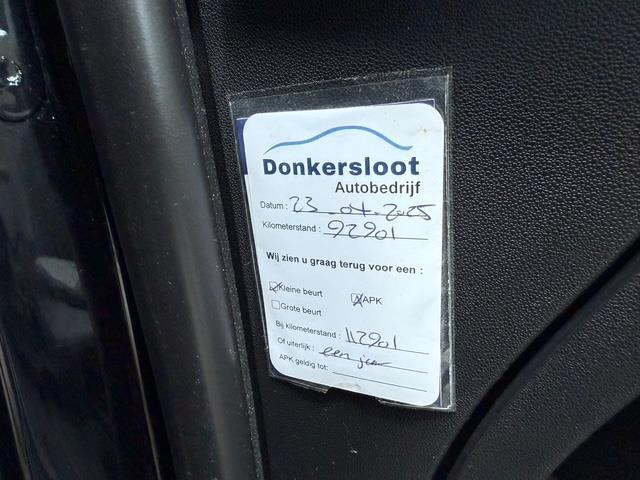 Donkersloot
Autobedrijf
Datum : 23-04-2025
Kilometerstand : 92901
Wij zien u graag terug voor een :
Kleine beurt
APK
Grote beurt
Bij kilometerstand : 112901
Of uiterlijk : een jaar
APK geldig tot: